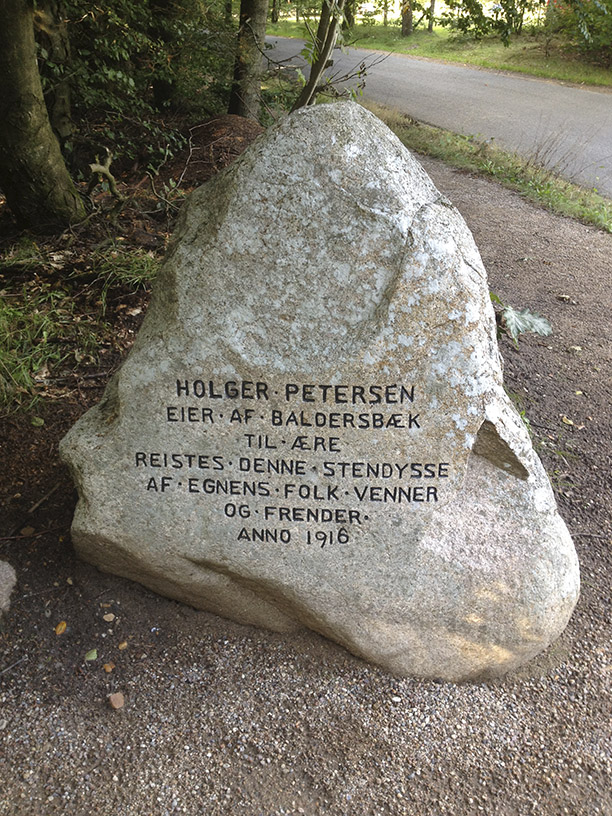 HOLGER · PETERSEN
EIER · AF · BALDERSBÆK
TIL · ÆRE
REISTES · DENNE · STENDYSSE
AF · EGNENS · FOLK · VENNER
OG · FRENDER ·
ANNO 1916